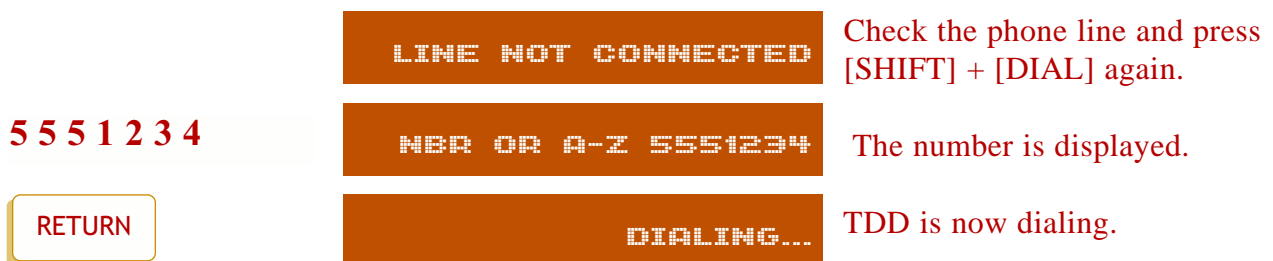 LINE NOT CONNECTED
Check the phone line and press
[SHIFT] + [DIAL] again.
5 5 5 1 2 3 4
NBR OR A-Z 5551234
The number is displayed.
RETURN
DIALING...
TDD is now dialing.